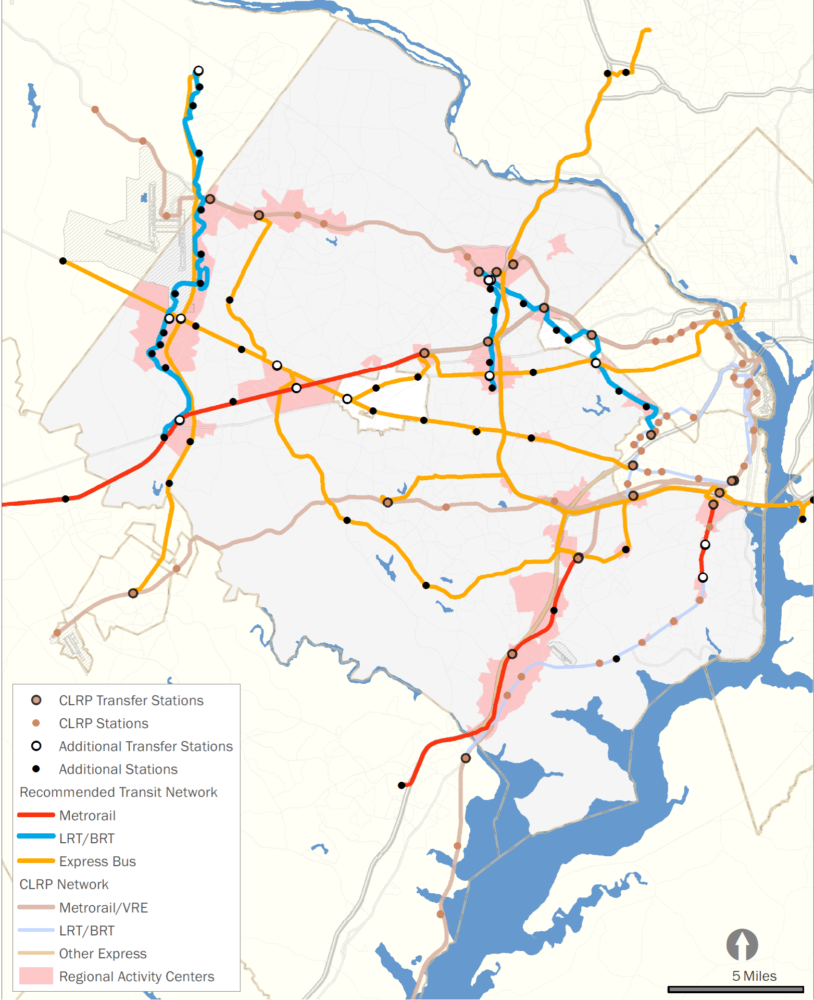 CLRP Transfer Stations
CLRP Stations
Additional Transfer Stations
Additional Stations
Recommended Transit Network
Metrorail
LRT/BRT
Express Bus
CLRP Network
Metrorail/VRE
LRT/BRT
Other Express
Regional Activity Centers
5 Miles